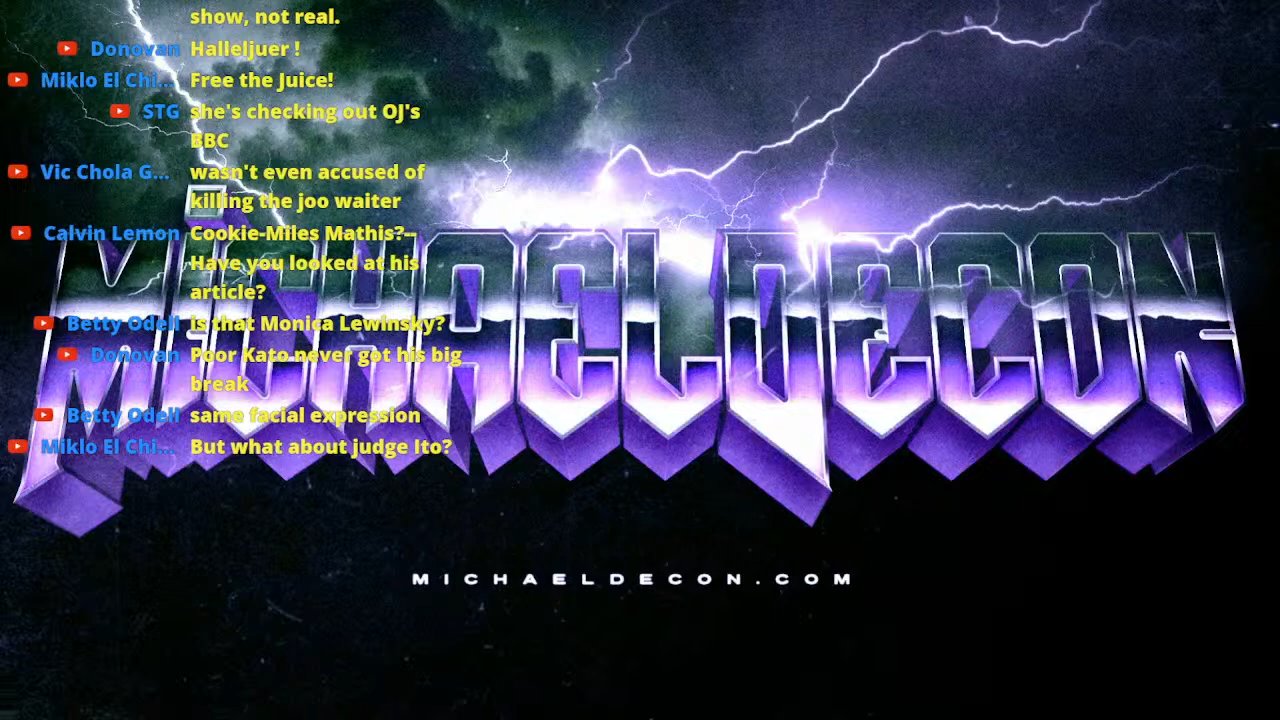 show, not real.
Donovan Halleljuer !
Miklo El Chi... Free the Juice!
STG she's checking out OJ's
BBC
Vic Chola G... wasn't even accused of
killing the joo waiter
Calvin Lemon Cookie-Miles Mathis?--
Have you looked at his
article?
Betty Odell is that Monica Lewinsky?
Donovan Poor Kato never got his big
break
Betty Odell same facial expression
Miklo El Chi... But what about judge Ito?
MICHAELDECON
MICHAELDECON.COM